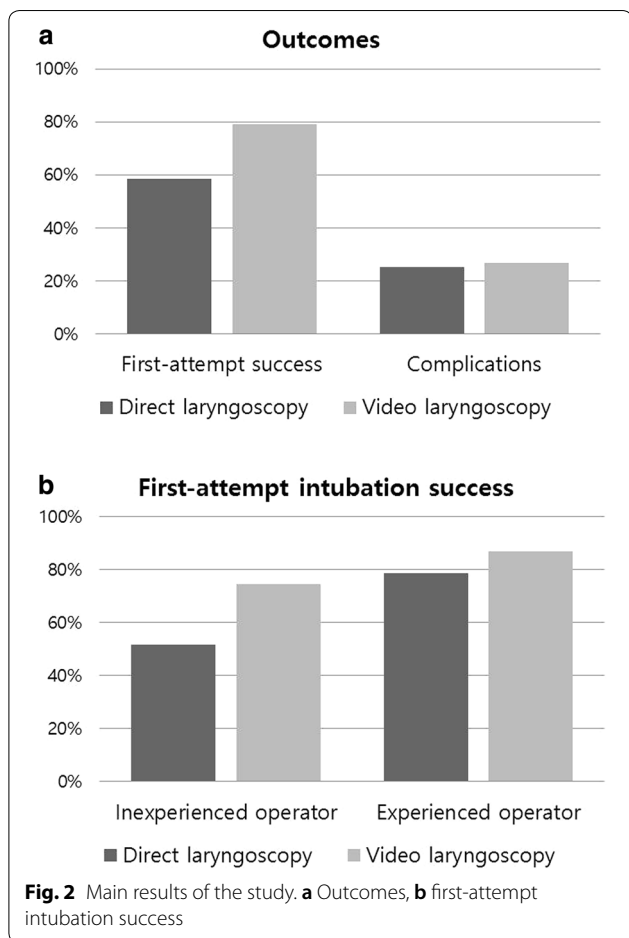 a
Outcomes
100%
80%
60%
40%
20%
0%
First-attempt success Complications
Direct laryngoscopy Video laryngoscopy
b
First-attempt intubation success
100%
80%
60%
40%
20%
0%
Inexperienced operator Experienced operator
Direct laryngoscopy Video laryngoscopy
Fig. 2 Main results of the study. a Outcomes, b first-attempt
intubation success